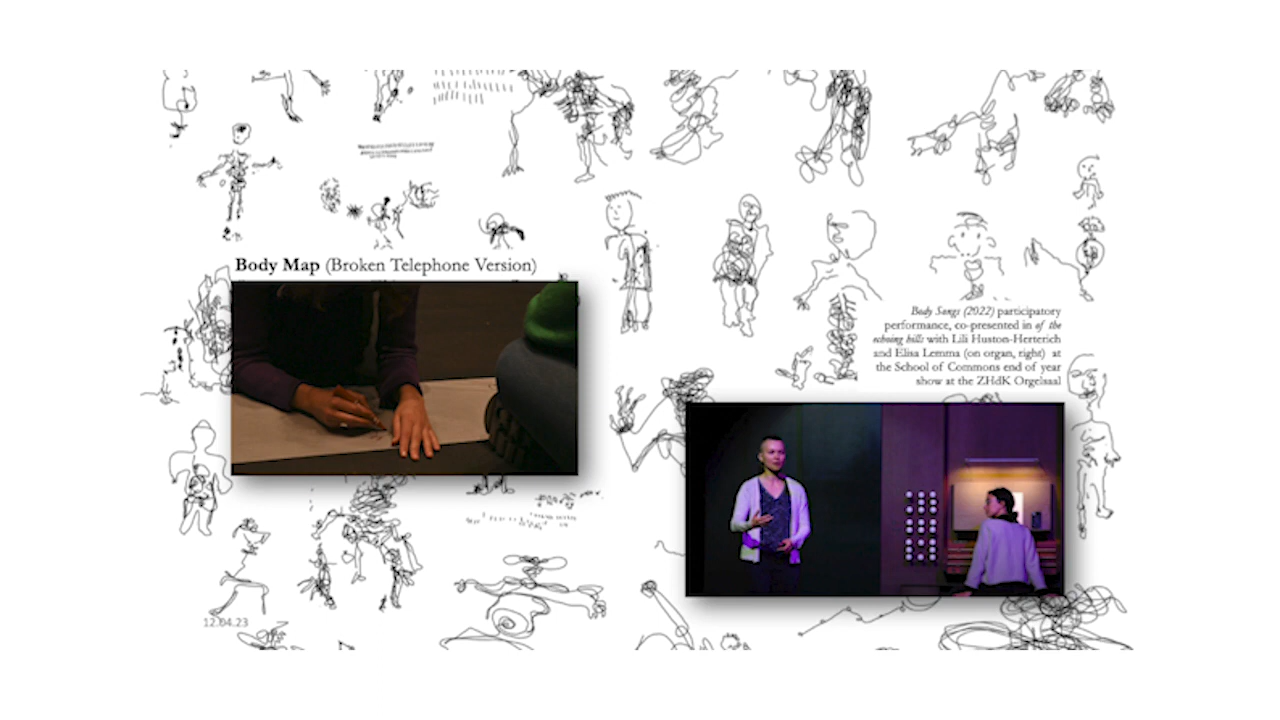 Body Map (Broken Telephone Version)
Body Songs (2022) participatory
performance, co-presented in of the
echoing hills with Lili Huston-Herterich
and Elisa Lemma (on organ, right) at
the School of Commons end of year
show at the ZHdK Orgelsaal
12.04.23